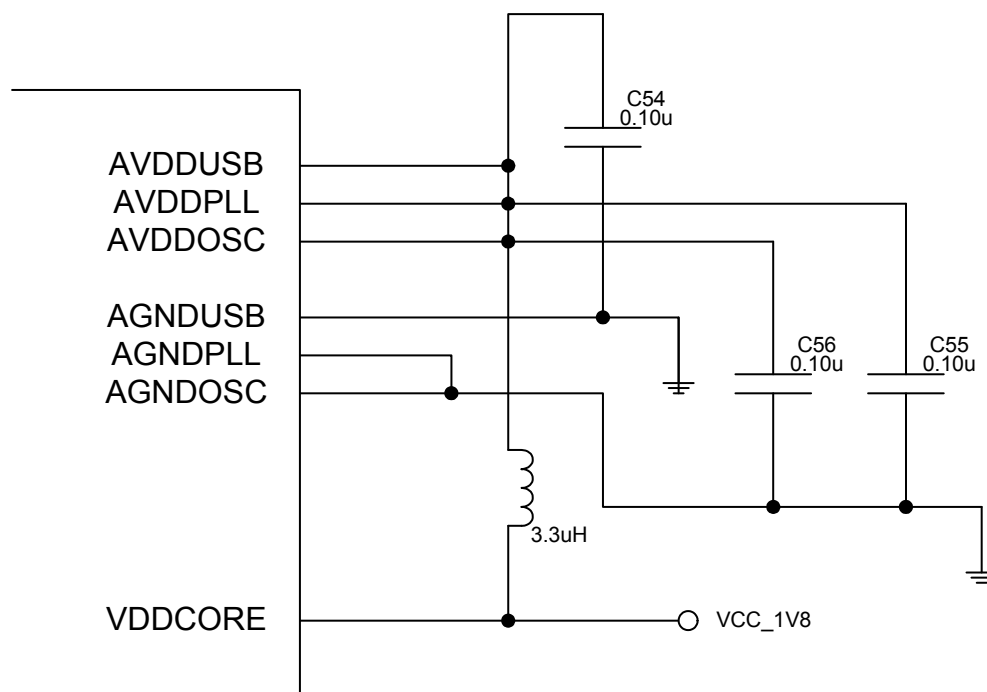 C54
0.10u
AVDDUSB
AVDDPLL
AVDDOSC
AGNDUSB
AGNDPLL
AGNDOSC
C56
0.10u
C55
0.10u
3.3uH
VDDCORE
VCC_1V8